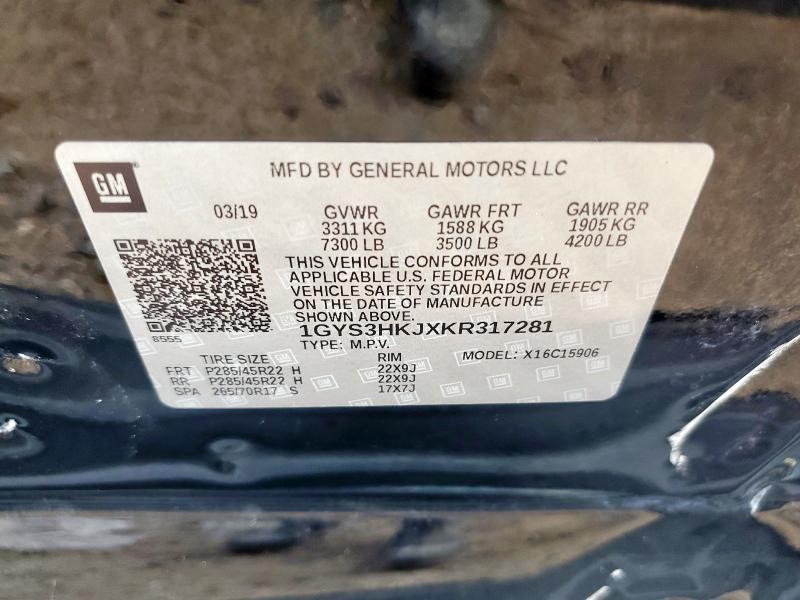 GM
MFD BY GENERAL MOTORS LLC
03/19 GVWR GAWR FRT GAWR RR
3311 KG 1588 KG 1905 KG
7300 LB 3500 LB 4200 LB
THIS VEHICLE CONFORMS TO ALL
APPLICABLE U.S. FEDERAL MOTOR
VEHICLE SAFETY STANDARDS IN EFFECT
ON THE DATE OF MANUFACTURE
SHOWN ABOVE.
8555 1GYS3HKJXKR317281
TYPE: M.P.V. MODEL: X16C15906
TIRE SIZE RIM
FRT P285/45R22 H 22X9J
RR P285/45R22 H 22X9J
SPA 265/70R17 S 17X7J